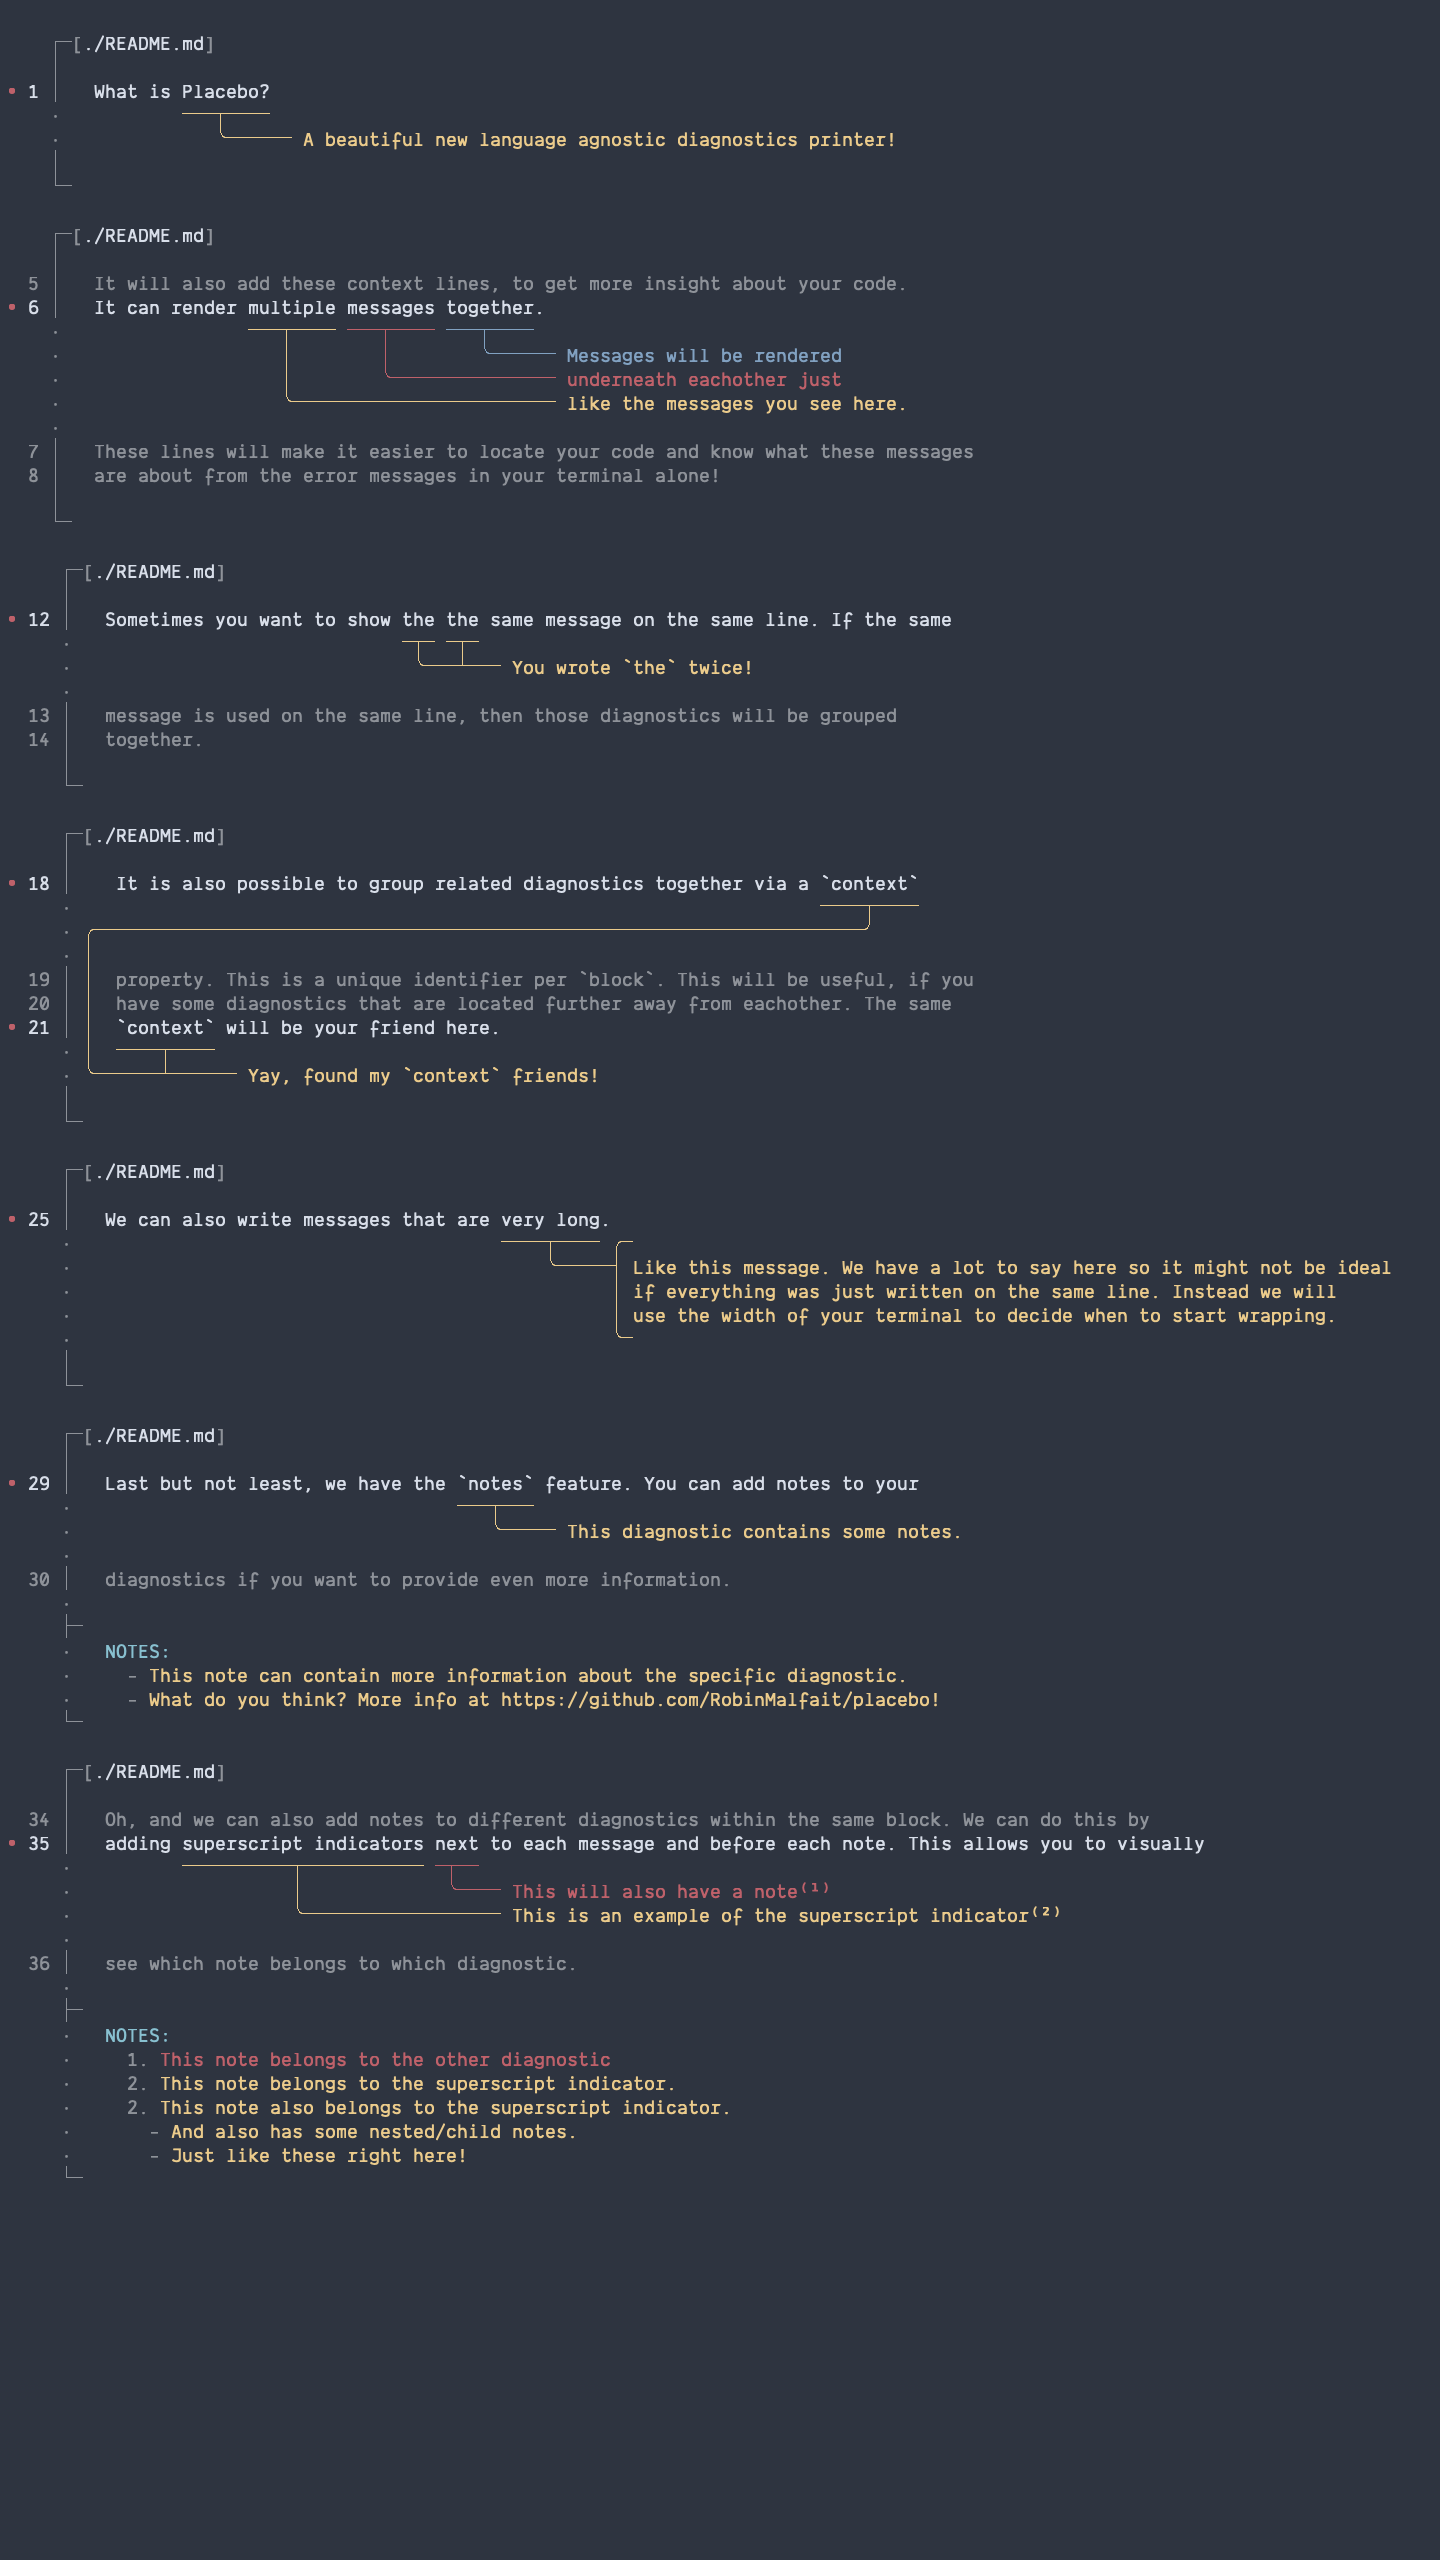 [./README.md]
• 1 What is Placebo?
A beautiful new language agnostic diagnostics printer!
[./README.md]
5 It will also add these context lines, to get more insight about your code.
• 6 It can render multiple messages together.
Messages will be rendered
underneath eachother just
like the messages you see here.
7 These lines will make it easier to locate your code and know what these messages
8 are about from the error messages in your terminal alone!
[./README.md]
• 12 Sometimes you want to show the the same message on the same line. If the same
You wrote `the` twice!
13 message is used on the same line, then those diagnostics will be grouped
14 together.
[./README.md]
• 18 It is also possible to group related diagnostics together via a `context`
19 property. This is a unique identifier per `block`. This will be useful, if you
20 have some diagnostics that are located further away from eachother. The same
• 21 `context` will be your friend here.
Yay, found my `context` friends!
[./README.md]
• 25 We can also write messages that are very long.
Like this message. We have a lot to say here so it might not be ideal
if everything was just written on the same line. Instead we will
use the width of your terminal to decide when to start wrapping.
[./README.md]
• 29 Last but not least, we have the `notes` feature. You can add notes to your
This diagnostic contains some notes.
30 diagnostics if you want to provide even more information.
NOTES:
- This note can contain more information about the specific diagnostic.
- What do you think? More info at https://github.com/RobinMalfait/placebo!
[./README.md]
34 Oh, and we can also add notes to different diagnostics within the same block. We can do this by
• 35 adding superscript indicators next to each message and before each note. This allows you to visually
This will also have a note⁽¹⁾
This is an example of the superscript indicator⁽²⁾
36 see which note belongs to which diagnostic.
NOTES:
1. This note belongs to the other diagnostic
2. This note belongs to the superscript indicator.
2. This note also belongs to the superscript indicator.
- And also has some nested/child notes.
- Just like these right here!